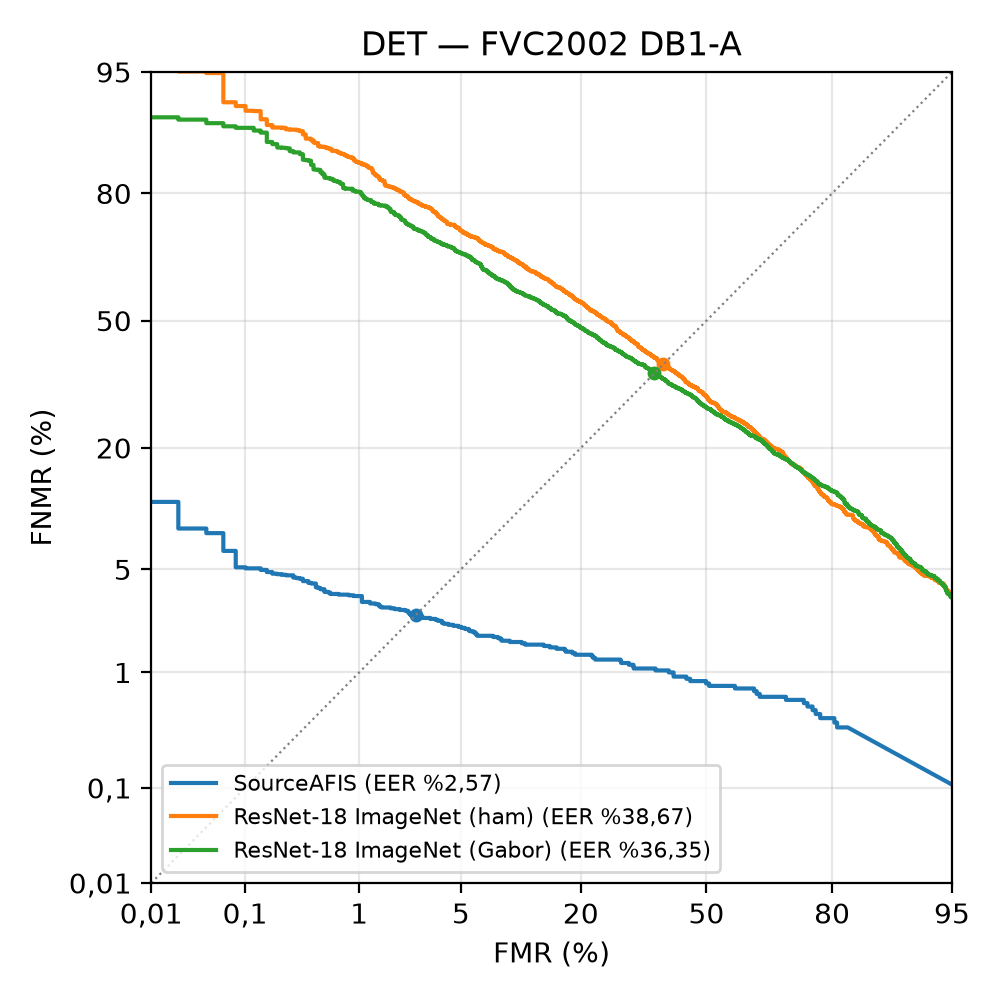 DET — FVC2002 DB1-A
FNMR (%)
95
80
50
20
5
1
0,1
0,01
SourceAFIS (EER %2,57)
ResNet-18 ImageNet (ham) (EER %38,67)
ResNet-18 ImageNet (Gabor) (EER %36,35)
0,01 0,1 1 5 20 50 80 95
FMR (%)